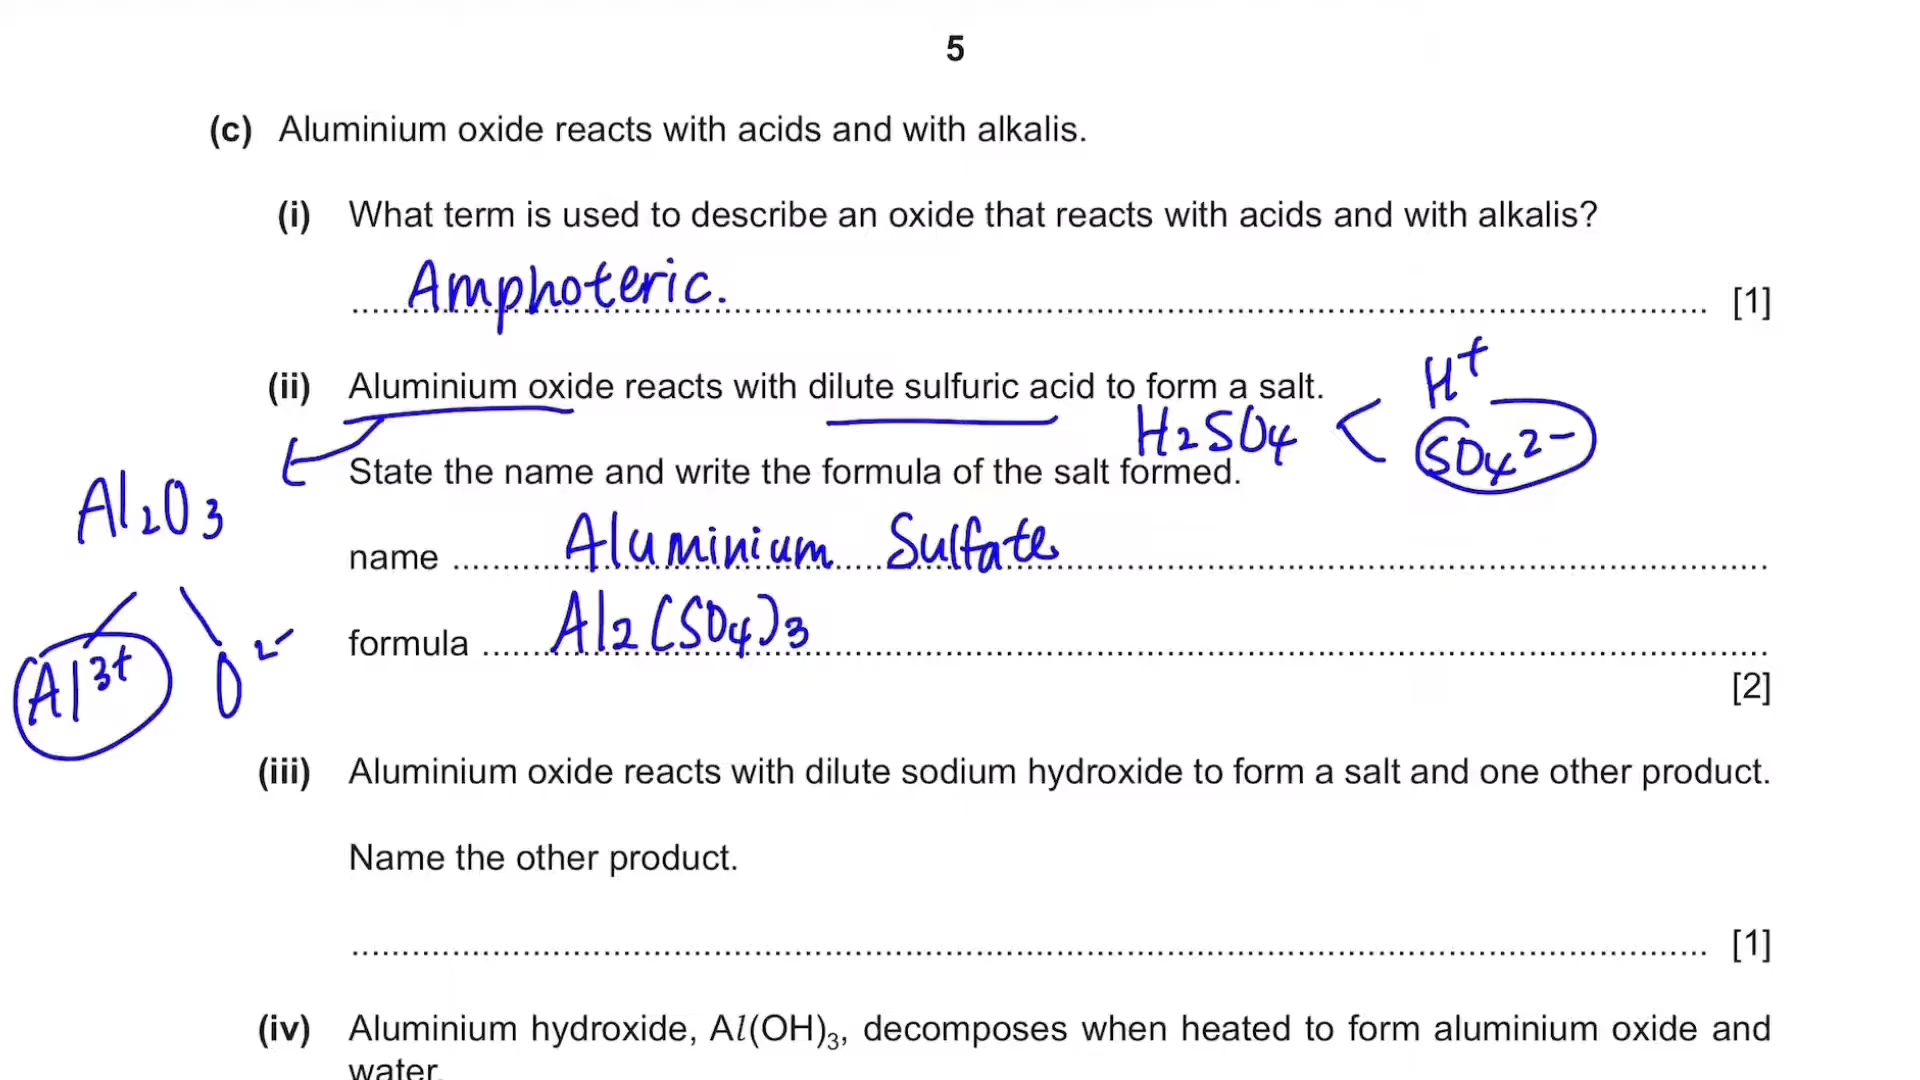 5
(c) Aluminium oxide reacts with acids and with alkalis.
(i) What term is used to describe an oxide that reacts with acids and with alkalis?
Amphoteric. [1]
(ii) Aluminium oxide reacts with dilute sulfuric acid to form a salt.
H⁺
H₂SO₄ < SO₄²⁻
State the name and write the formula of the salt formed.
Al₂O₃
name Aluminium Sulfate
formula Al₂(SO₄)₃
Al³⁺ O²⁻
[2]
(iii) Aluminium oxide reacts with dilute sodium hydroxide to form a salt and one other product.
Name the other product.
[1]
(iv) Aluminium hydroxide, Al(OH)₃, decomposes when heated to form aluminium oxide and
water.